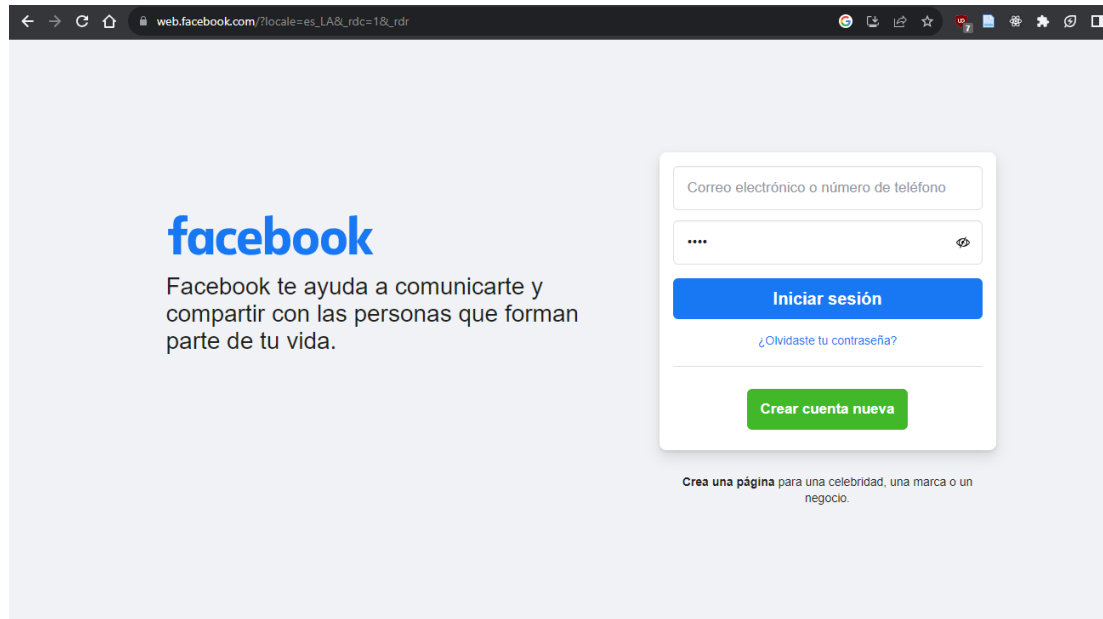 web.facebook.com/?locale=es_LA&_rdc=1&_rdr
7
facebook
Facebook te ayuda a comunicarte y
compartir con las personas que forman
parte de tu vida.
Correo electrónico o número de teléfono
••••
Iniciar sesión
¿Olvidaste tu contraseña?
Crear cuenta nueva
Crea una página para una celebridad, una marca o un
negocio.